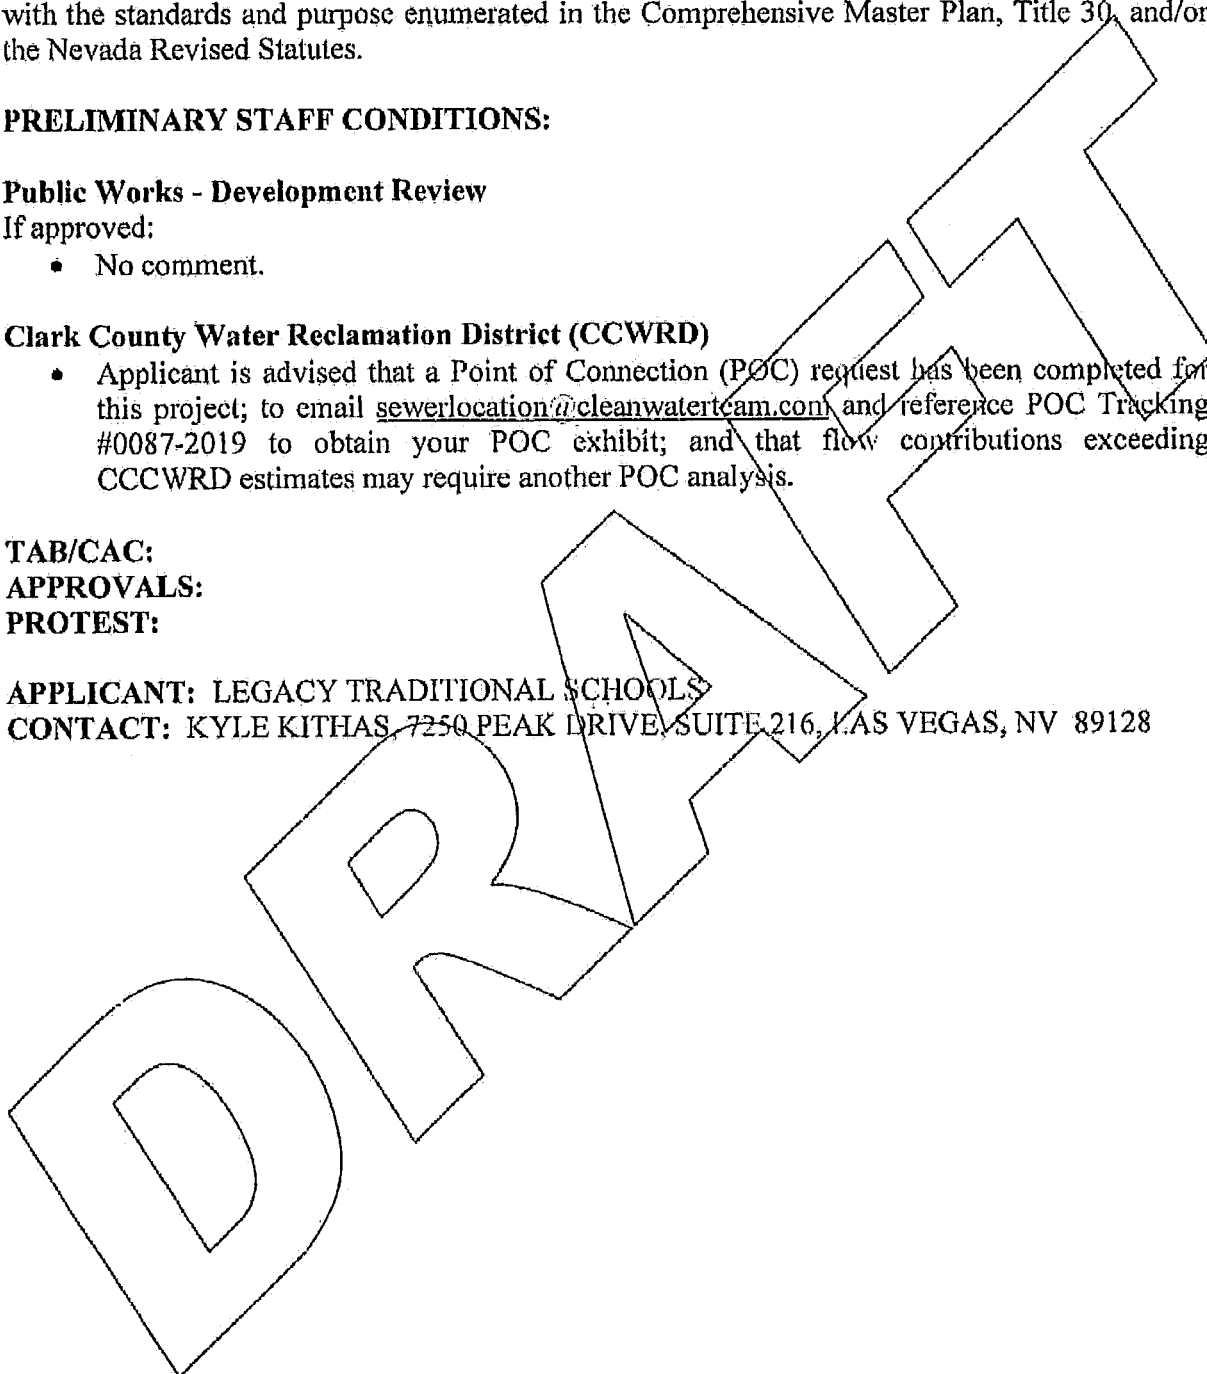 with the standards and purpose enumerated in the Comprehensive Master Plan, Title 30, and/or
the Nevada Revised Statutes.
PRELIMINARY STAFF CONDITIONS:
Public Works - Development Review
If approved:
• No comment.
Clark County Water Reclamation District (CCWRD)
• Applicant is advised that a Point of Connection (POC) request has been completed for
this project; to email sewerlocation@cleanwaterteam.com and reference POC Tracking
#0087-2019 to obtain your POC exhibit; and that flow contributions exceeding
CCCWRD estimates may require another POC analysis.
TAB/CAC:
APPROVALS:
PROTEST:
APPLICANT: LEGACY TRADITIONAL SCHOOLS
CONTACT: KYLE KITHAS, 7250 PEAK DRIVE, SUITE 216, LAS VEGAS, NV 89128
DRAFT